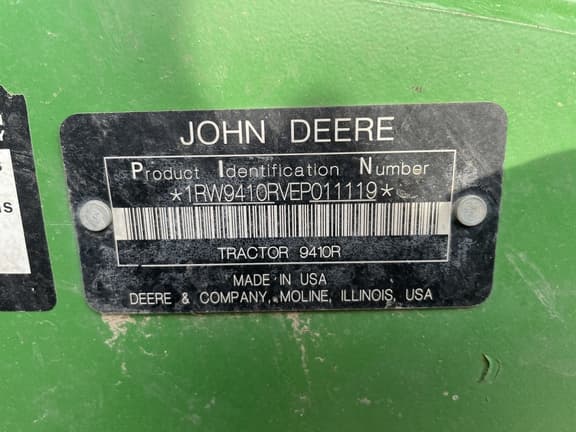 JOHN DEERE
Product Identification Number
*1RW9410RVEP011119*
TRACTOR 9410R
MADE IN USA
DEERE & COMPANY, MOLINE, ILLINOIS, USA